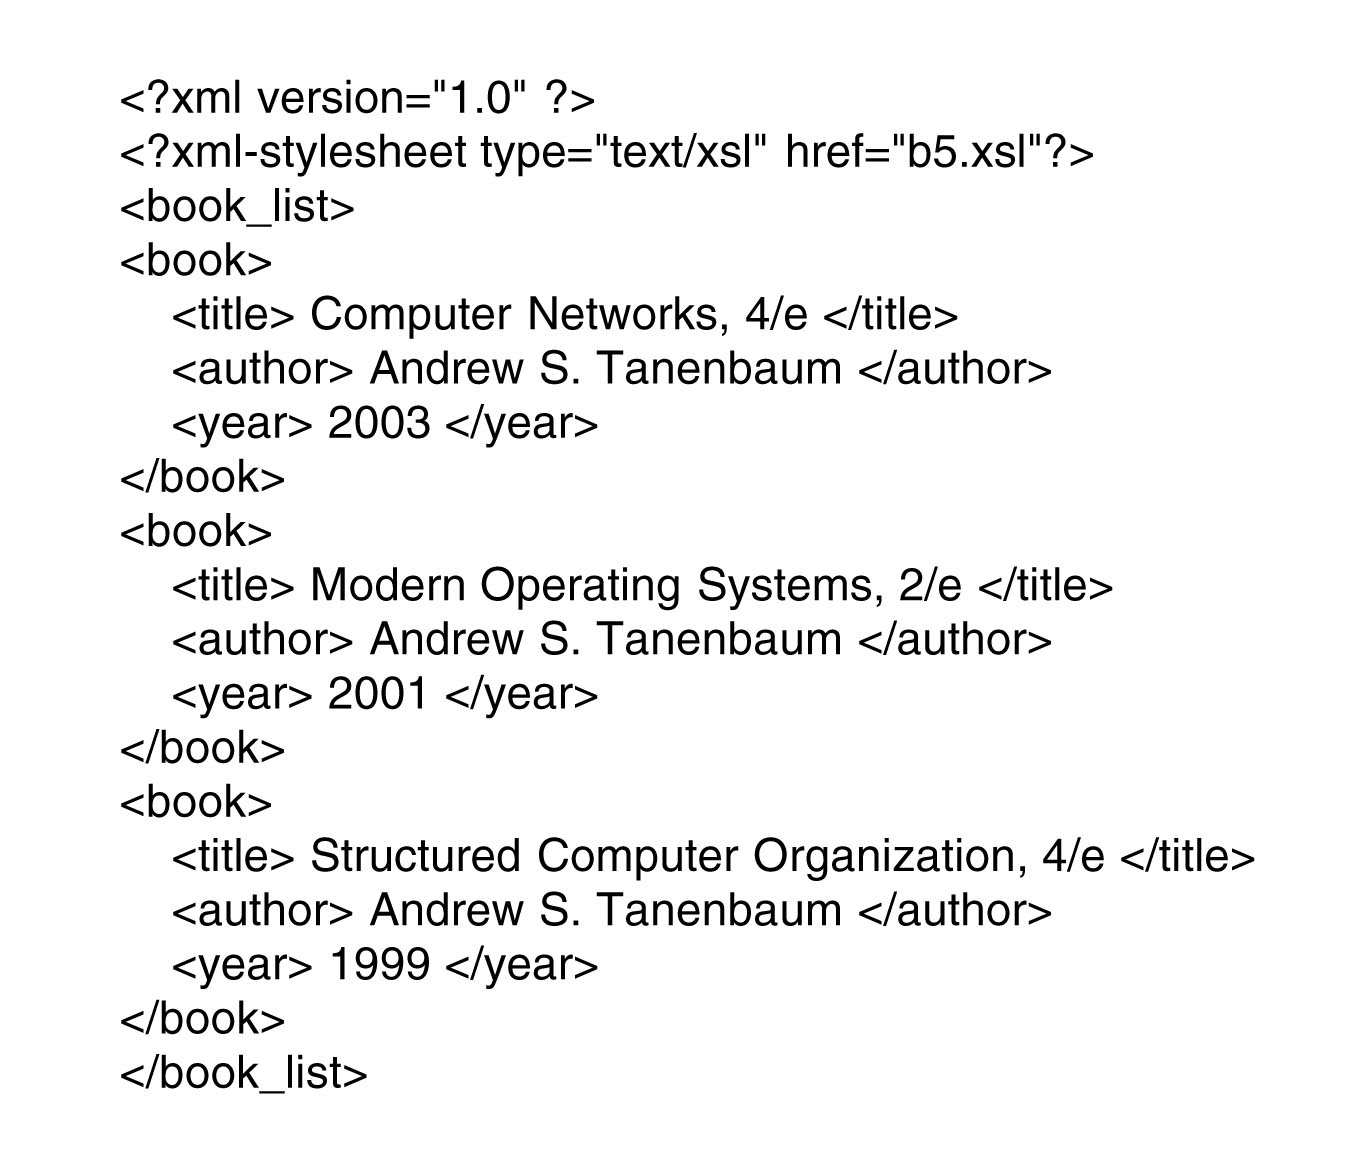 <?xml version="1.0" ?>
<?xml-stylesheet type="text/xsl" href="b5.xsl"?>
<book_list>
<book>
<title> Computer Networks, 4/e </title>
<author> Andrew S. Tanenbaum </author>
<year> 2003 </year>
</book>
<book>
<title> Modern Operating Systems, 2/e </title>
<author> Andrew S. Tanenbaum </author>
<year> 2001 </year>
</book>
<book>
<title> Structured Computer Organization, 4/e </title>
<author> Andrew S. Tanenbaum </author>
<year> 1999 </year>
</book>
</book_list>